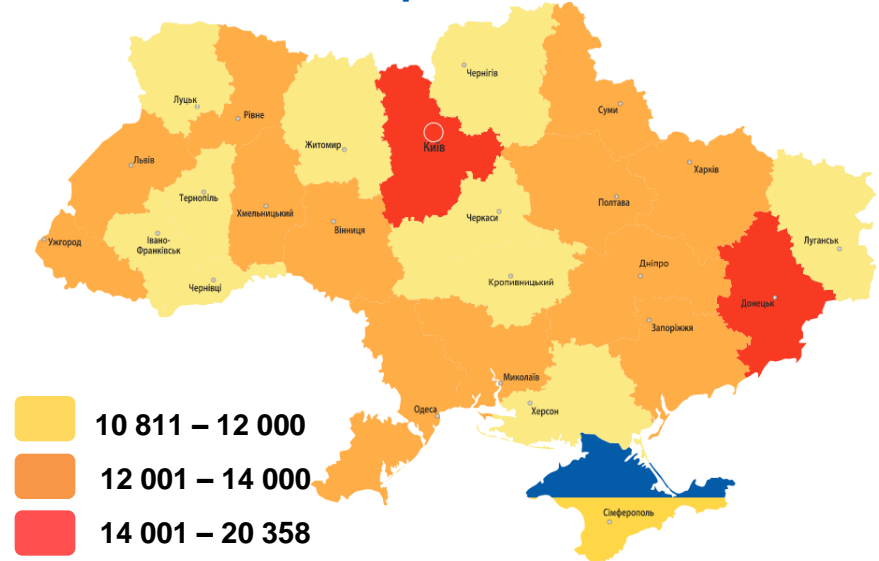 Чернігів
Луцьк
Рівне
Суми
Житомир
Київ
Львів
Харків
Тернопіль
Хмельницький
Черкаси
Полтава
Ужгород
Івано-
Франківськ
Вінниця
Луганськ
Чернівці
Кропивницький
Дніпро
Донецьк
Запоріжжя
Миколаїв
Одеса
Херсон
10 811 – 12 000
12 001 – 14 000
14 001 – 20 358
Сімферополь